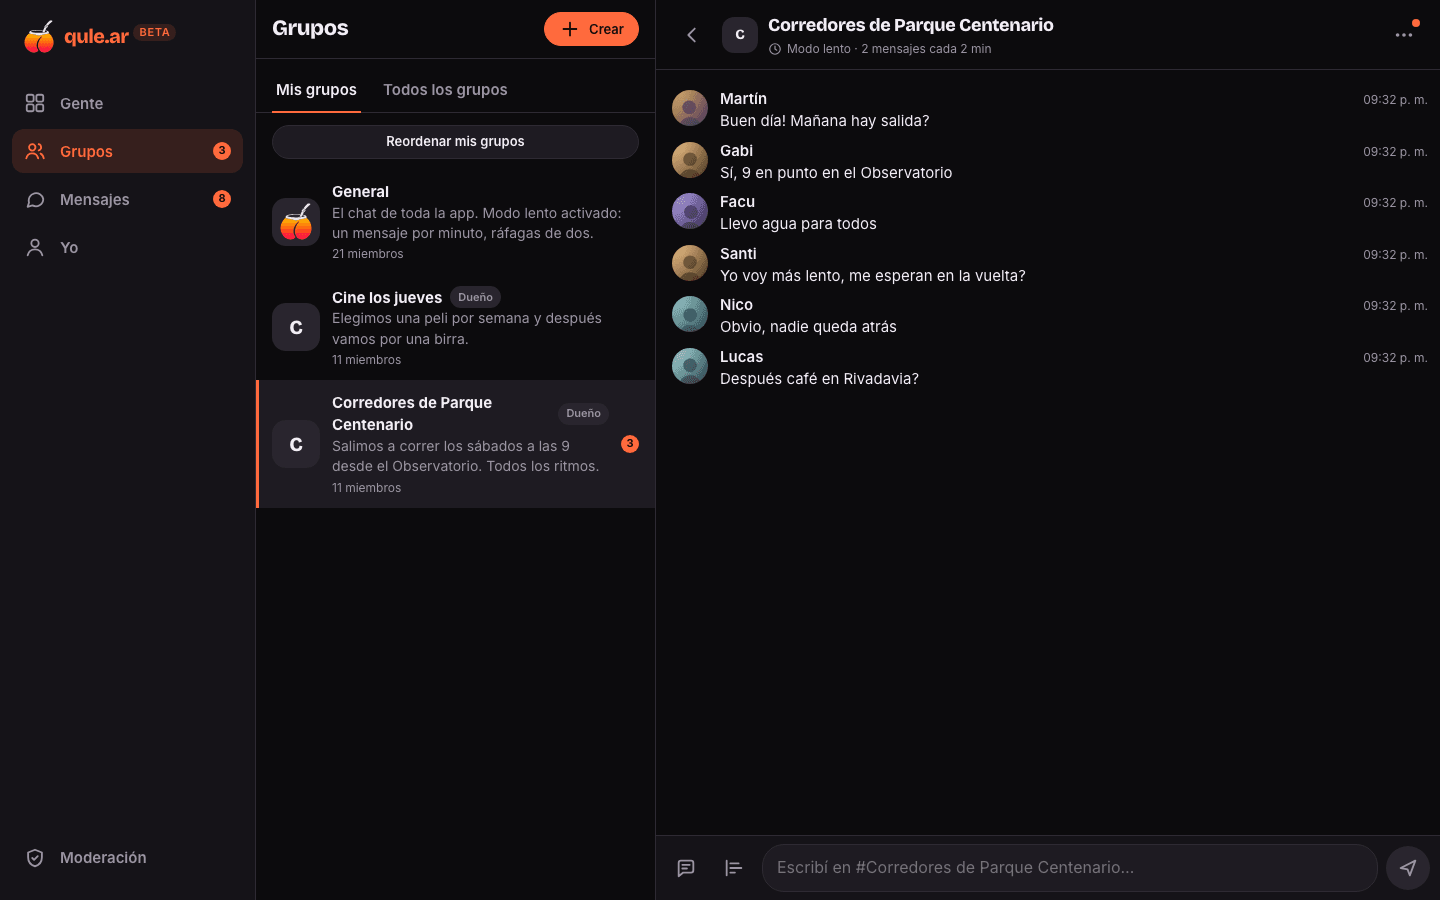 qule.ar BETA
Gente
Grupos 3
Mensajes 8
Yo
Moderación
Grupos
Crear
Mis grupos Todos los grupos
Reordenar mis grupos
General
El chat de toda la app. Modo lento activado:
un mensaje por minuto, ráfagas de dos.
21 miembros
C
Cine los jueves Dueño
Elegimos una peli por semana y después
vamos por una birra.
11 miembros
C
Corredores de Parque
Centenario
Dueño
Salimos a correr los sábados a las 9
desde el Observatorio. Todos los ritmos.
11 miembros
3
C
Corredores de Parque Centenario
Modo lento · 2 mensajes cada 2 min
Martín 09:32 p. m.
Buen día! Mañana hay salida?
Gabi 09:32 p. m.
Sí, 9 en punto en el Observatorio
Facu 09:32 p. m.
Llevo agua para todos
Santi 09:32 p. m.
Yo voy más lento, me esperan en la vuelta?
Nico 09:32 p. m.
Obvio, nadie queda atrás
Lucas 09:32 p. m.
Después café en Rivadavia?
Escribí en #Corredores de Parque Centenario...